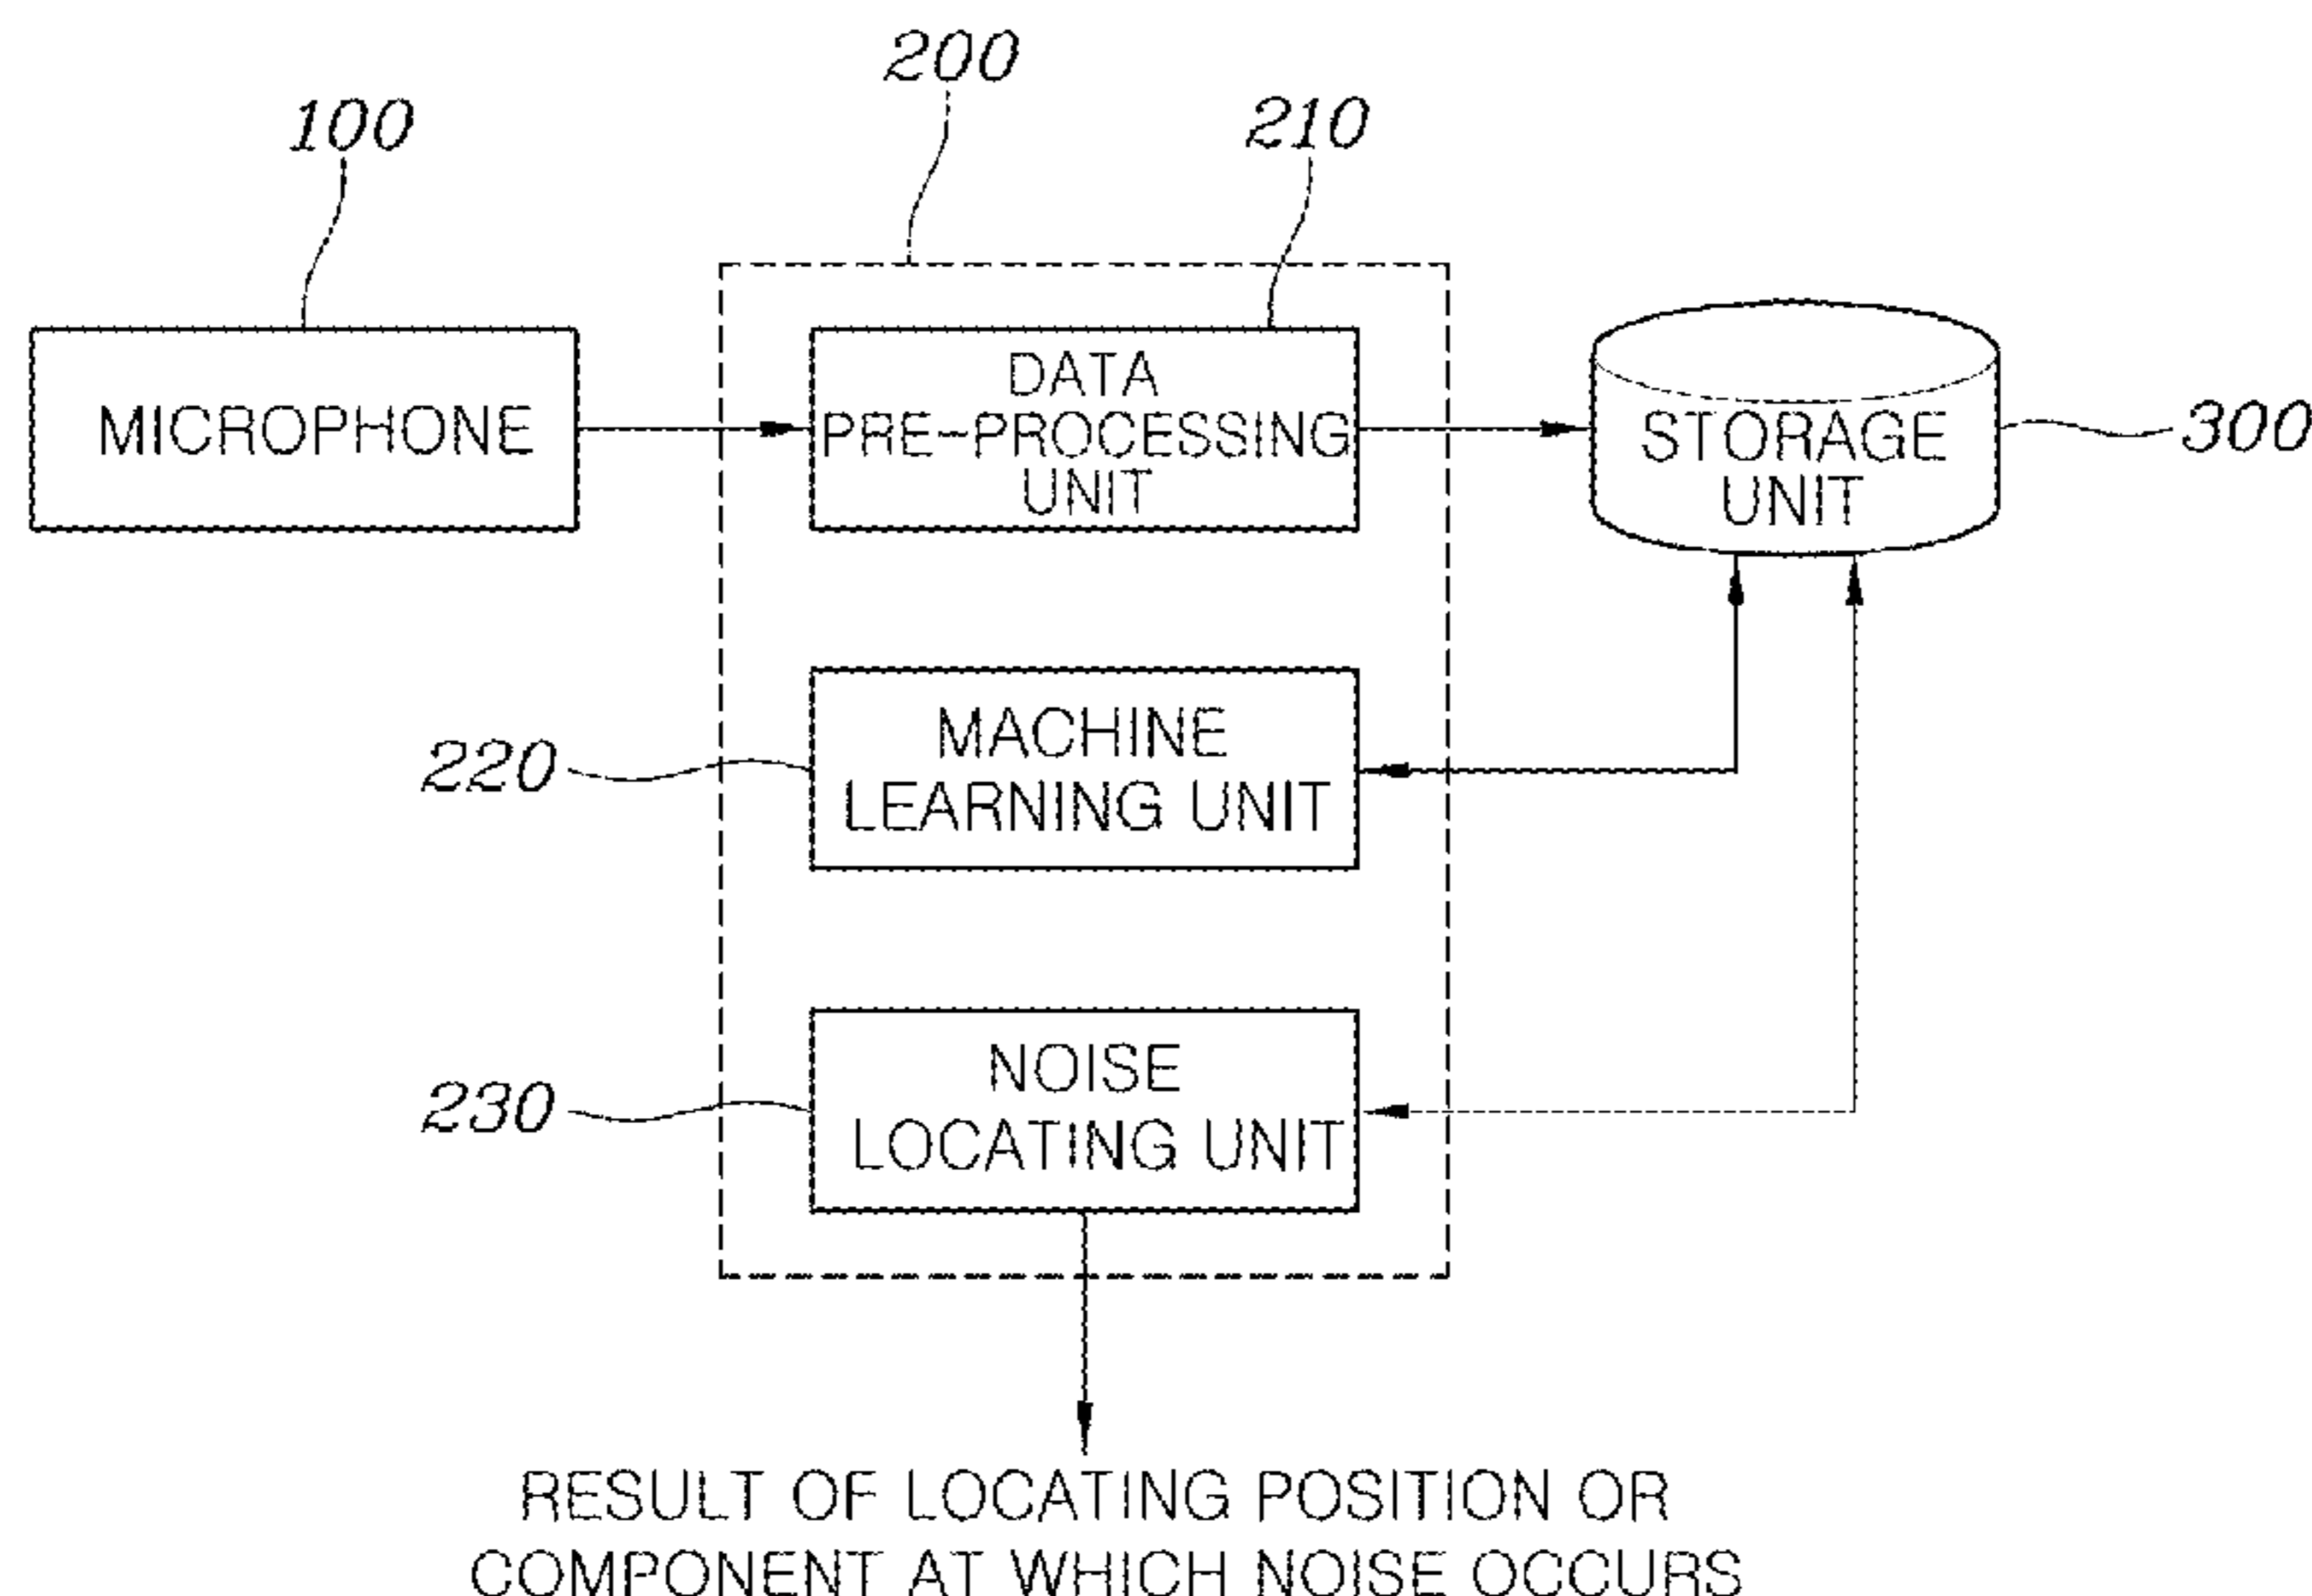 200
100
210
MICROPHONE
DATA
PRE-PROCESSING
UNIT
STORAGE
UNIT
300
220
MACHINE
LEARNING UNIT
230
NOISE
LOCATING UNIT
RESULT OF LOCATING POSITION OR
COMPONENT AT WHICH NOISE OCCURS